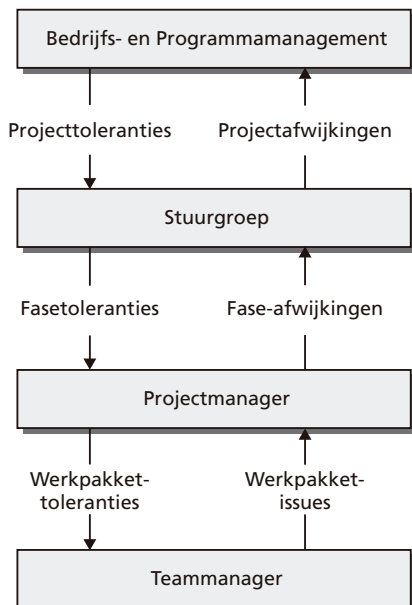 Bedrijfs- en Programmamanagement
Projecttoleranties
Projectafwijkingen
Stuurgroep
Fasetoleranties
Fase-afwijkingen
Projectmanager
Werkpakket-
toleranties
Werkpakket-
issues
Teammanager